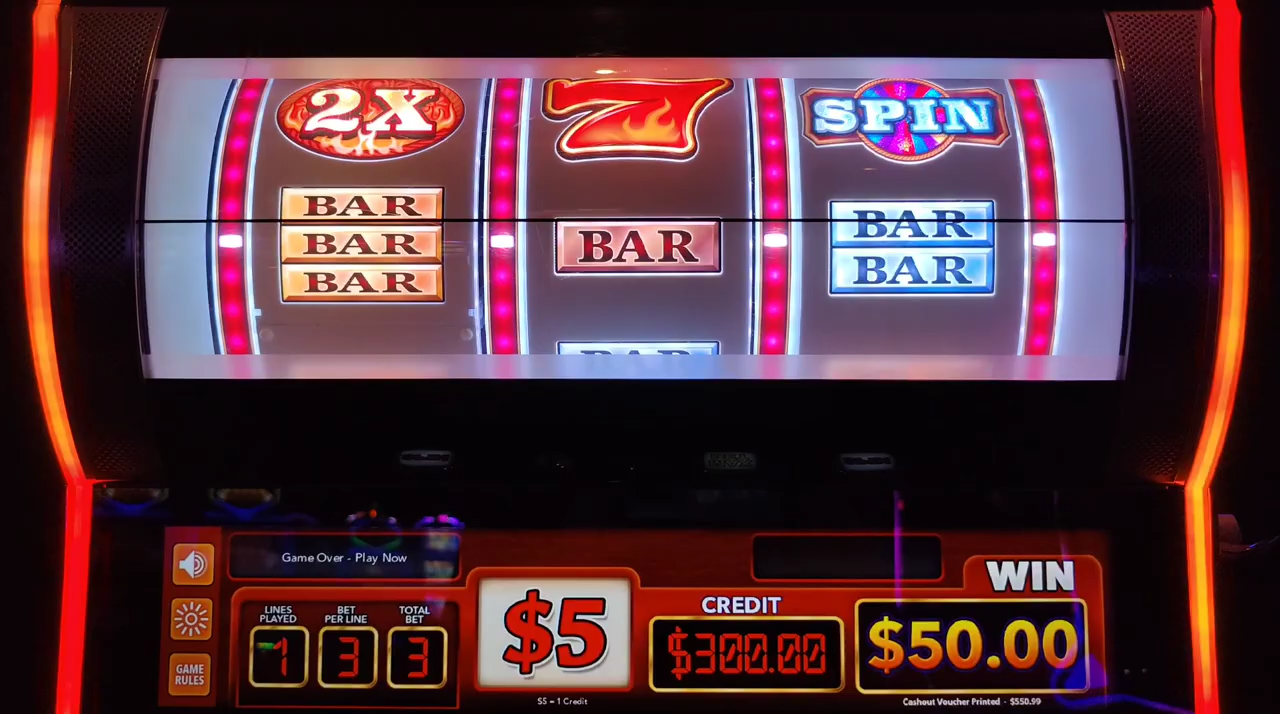 2X
7
SPIN
BAR
BAR
BAR
BAR
BAR
BAR
BAR
Game Over - Play Now
LINES PLAYED
BET PER LINE
TOTAL BET
1
3
3
GAME RULES
$5
$5 = 1 Credit
CREDIT
$300.00
WIN
$50.00
Cashout Voucher Printed - $550.99